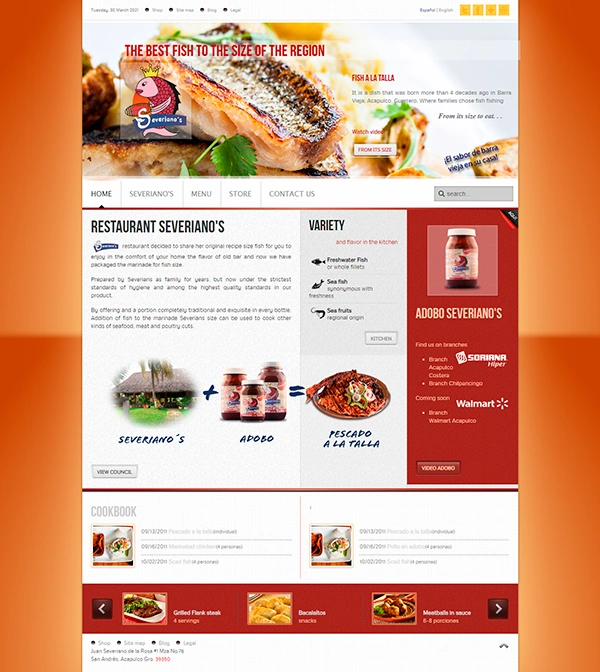 Tuesday, 30 March 2021
Shop
Site map
Blog
Legal
Español | English
THE BEST FISH TO THE SIZE OF THE REGION
Severiano's
FISH A LA TALLA
It is a dish that was born more than 4 decades ago in Barra
Vieja, Acapulco, Guerrero. Where families chose fish fishing
From its size to eat. . .
Watch video
FROM ITS SIZE
¡El sabor de barra
vieja en su casa!
HOME
SEVERIANO'S
MENU
STORE
CONTACT US
search...
RESTAURANT SEVERIANO'S
restaurant decided to share her original recipe size fish for you to
enjoy in the comfort of your home the flavor of old bar and now we have
packaged the marinade for fish size.
Prepared by Severians as family for years, but now under the strictest
standards of hygiene and among the highest quality standards in our
product.
By offering and a portion completely traditional and exquisite in every bottle.
Addition of fish to the marinade Severians size can be used to cook other
kinds of seafood, meat and poultry cuts.
SEVERIANO´S
+
ADOBO
=
PESCADO
A LA TALLA
VIEW COUNCIL
VARIETY
and flavor in the kitchen
Freshwater Fish
or whole fillets
Sea fish
synonymous with
freshness
Sea fruits
regional origin
KITCHEN
AQUÍ
ADOBO SEVERIANO'S
Find us on branches
SORIANA
Híper
Branch
Acapulco
Costera
Branch Chilpancingo
Coming soon
Walmart
Branch
Walmart Acapulco
VIDEO ADOBO
COOKBOOK
09/13/2011 Pescado a la talla(individual)
09/16/2011 Marinated chicken(4 personas)
10/02/2011 Scad fish(4 personas)
09/13/2011 Pescado a la talla(individual)
09/16/2011 Pollo en adobo(4 personas)
10/02/2011 Scad fish(4 personas)
Grilled Flank steak
4 servings
Bacalaitos
snacks
Meatballs in sauce
6-8 porciones
Shop
Site map
Blog
Legal
Juan Severiano de la Rosa #1 Mza No.76
San Andrés, Acapulco Gro. 39350